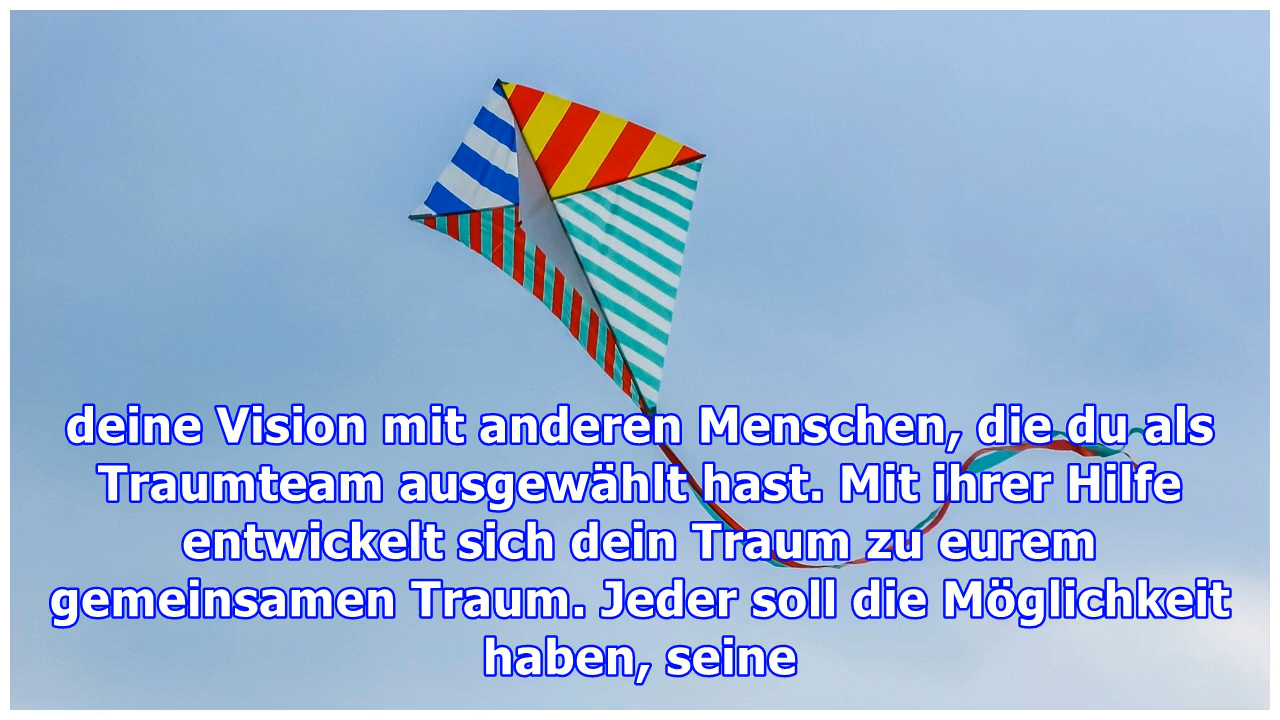 deine Vision mit anderen Menschen, die du als
Traumteam ausgewählt hast. Mit ihrer Hilfe
entwickelt sich dein Traum zu eurem
gemeinsamen Traum. Jeder soll die Möglichkeit
haben, seine